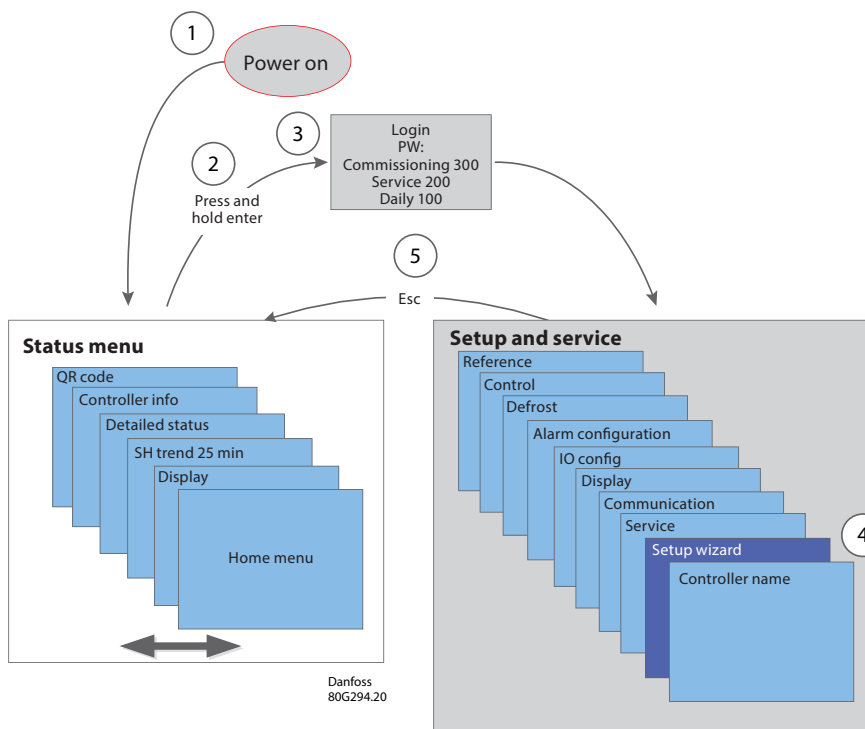 1
Power on
3
Login
PW:
Commissioning 300
Service 200
Daily 100
2
Press and
hold enter
5
Esc
Status menu
QR code
Controller info
Detailed status
SH trend 25 min
Display
Home menu
Danfoss
80G294.20
Setup and service
Reference
Control
Defrost
Alarm configuration
IO config
Display
Communication
Service
4
Setup wizard
Controller name